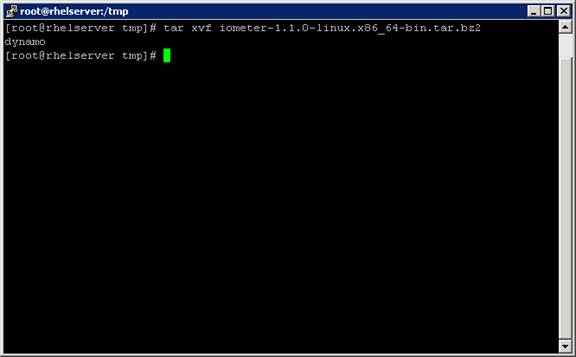 root@rhelserver:/tmp
[root@rhelserver tmp]# tar xvf iometer-1.1.0-linux.x86_64-bin.tar.bz2
dynamo
[root@rhelserver tmp]#